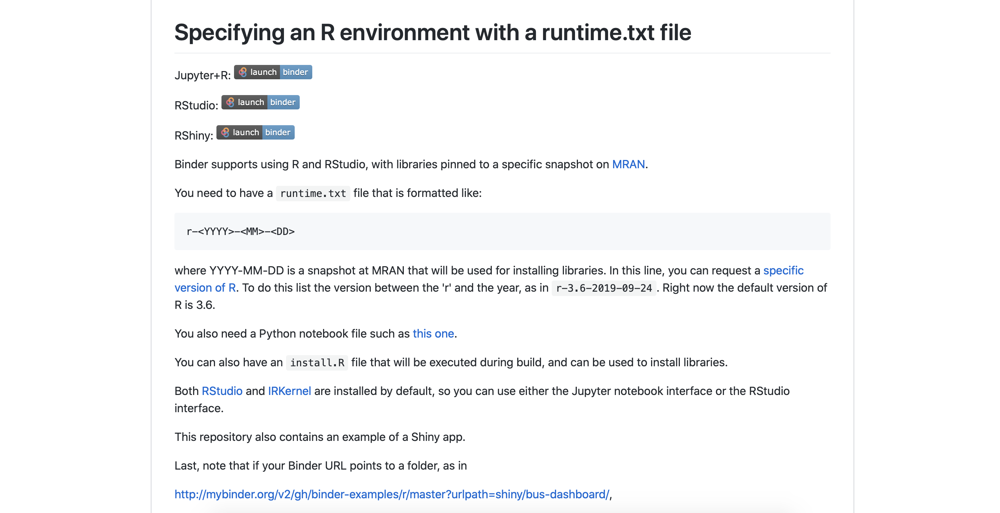 Specifying an R environment with a runtime.txt file
Jupyter+R: launch binder
RStudio: launch binder
RShiny: launch binder
Binder supports using R and RStudio, with libraries pinned to a specific snapshot on MRAN.
You need to have a runtime.txt file that is formatted like:
r-<YYYY>-<MM>-<DD>
where YYYY-MM-DD is a snapshot at MRAN that will be used for installing libraries. In this line, you can request a specific
version of R. To do this list the version between the 'r' and the year, as in r-3.6-2019-09-24. Right now the default version of
R is 3.6.
You also need a Python notebook file such as this one.
You can also have an install.R file that will be executed during build, and can be used to install libraries.
Both RStudio and IRKernel are installed by default, so you can use either the Jupyter notebook interface or the RStudio
interface.
This repository also contains an example of a Shiny app.
Last, note that if your Binder URL points to a folder, as in
http://mybinder.org/v2/gh/binder-examples/r/master?urlpath=shiny/bus-dashboard/,